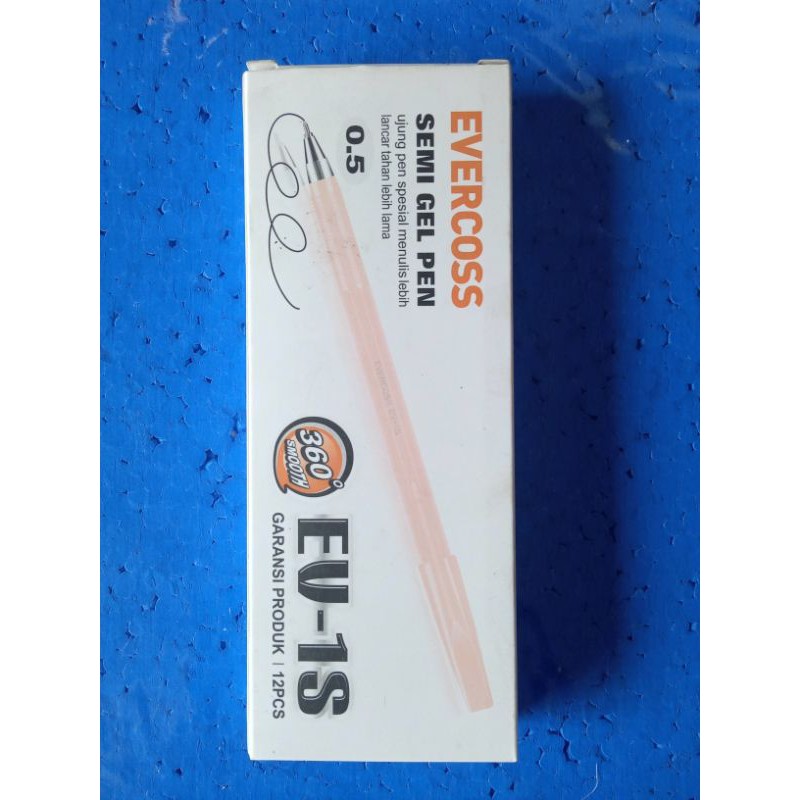 EVERCOSS
SEMI GEL PEN
ujung pen spesial menulis lebih
lancar tahan lebih lama
0.5
360°
SMOOTH
EV-1S
GARANSI PRODUK | 12PCS